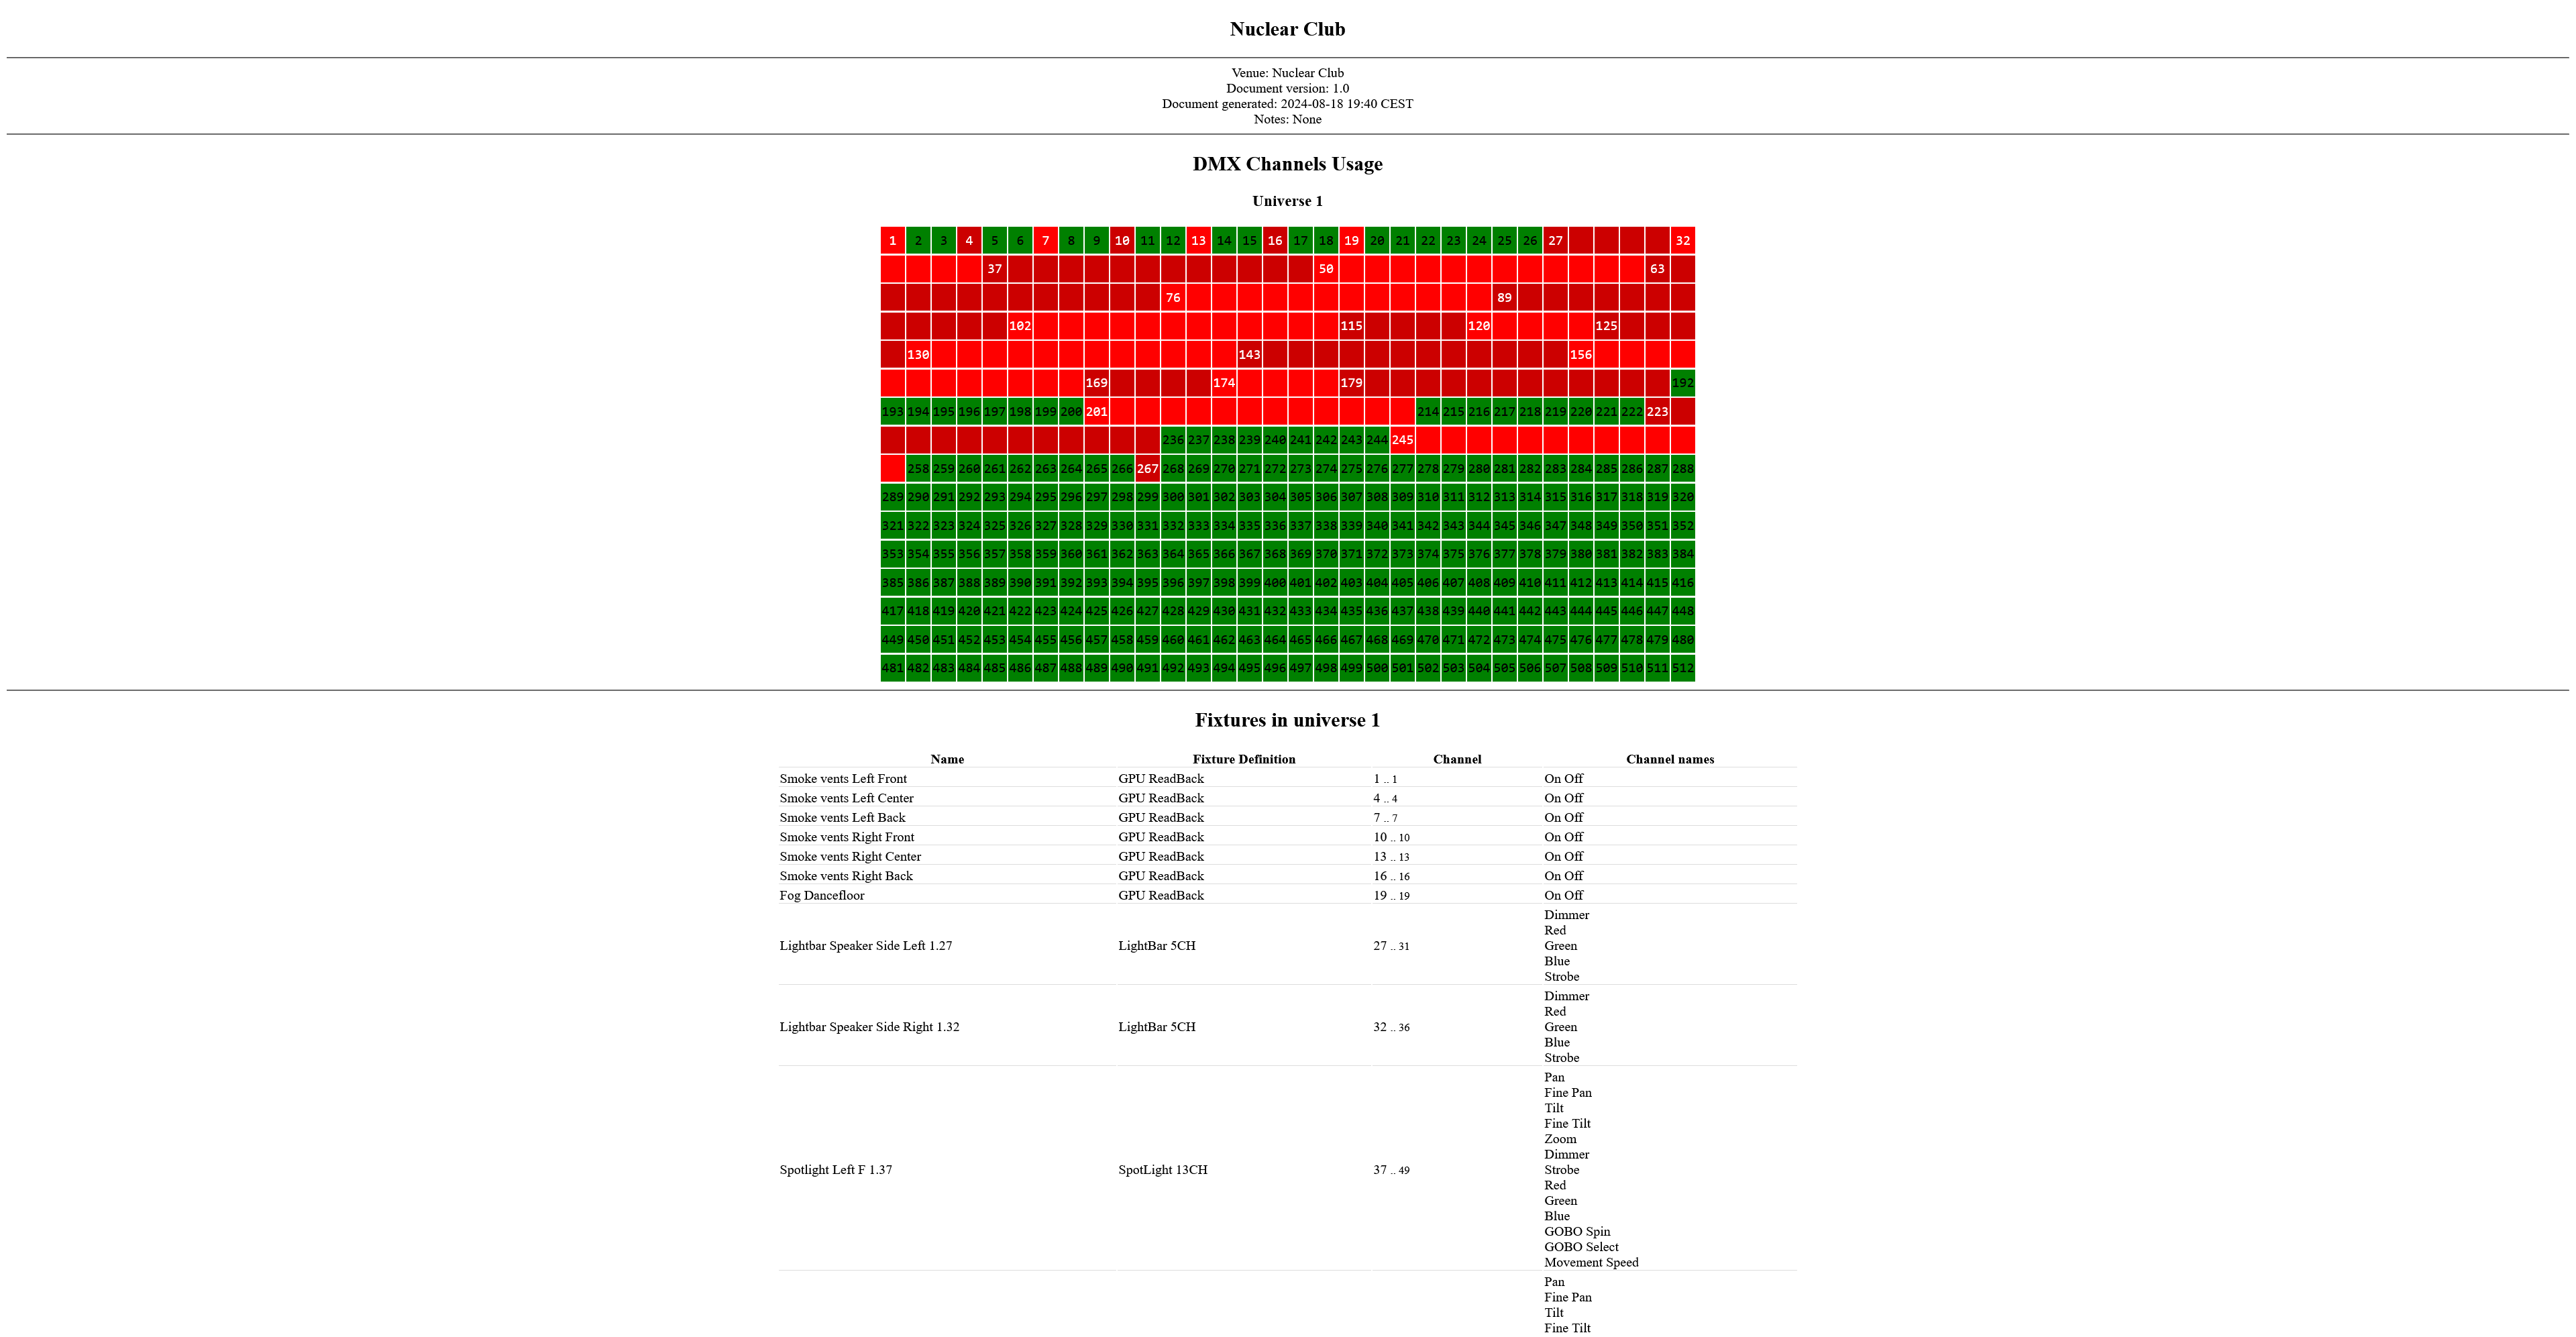 Nuclear Club
Venue: Nuclear Club
Document version: 1.0
Document generated: 2024-08-18 19:40 CEST
Notes: None
DMX Channels Usage
Universe 1
1 2 3 4 5 6 7 8 9 10 11 12 13 14 15 16 17 18 19 20 21 22 23 24 25 26 27 32
37 50 63
76 89
102 115 120 125
130 143 156
169 174 179 192
193 194 195 196 197 198 199 200 201 214 215 216 217 218 219 220 221 222 223
236 237 238 239 240 241 242 243 244 245
258 259 260 261 262 263 264 265 266 267 268 269 270 271 272 273 274 275 276 277 278 279 280 281 282 283 284 285 286 287 288
289 290 291 292 293 294 295 296 297 298 299 300 301 302 303 304 305 306 307 308 309 310 311 312 313 314 315 316 317 318 319 320
321 322 323 324 325 326 327 328 329 330 331 332 333 334 335 336 337 338 339 340 341 342 343 344 345 346 347 348 349 350 351 352
353 354 355 356 357 358 359 360 361 362 363 364 365 366 367 368 369 370 371 372 373 374 375 376 377 378 379 380 381 382 383 384
385 386 387 388 389 390 391 392 393 394 395 396 397 398 399 400 401 402 403 404 405 406 407 408 409 410 411 412 413 414 415 416
417 418 419 420 421 422 423 424 425 426 427 428 429 430 431 432 433 434 435 436 437 438 439 440 441 442 443 444 445 446 447 448
449 450 451 452 453 454 455 456 457 458 459 460 461 462 463 464 465 466 467 468 469 470 471 472 473 474 475 476 477 478 479 480
481 482 483 484 485 486 487 488 489 490 491 492 493 494 495 496 497 498 499 500 501 502 503 504 505 506 507 508 509 510 511 512
Fixtures in universe 1
Name Fixture Definition Channel Channel names
Smoke vents Left Front GPU ReadBack 1 .. 1 On Off
Smoke vents Left Center GPU ReadBack 4 .. 4 On Off
Smoke vents Left Back GPU ReadBack 7 .. 7 On Off
Smoke vents Right Front GPU ReadBack 10 .. 10 On Off
Smoke vents Right Center GPU ReadBack 13 .. 13 On Off
Smoke vents Right Back GPU ReadBack 16 .. 16 On Off
Fog Dancefloor GPU ReadBack 19 .. 19 On Off
Dimmer
Red
Lightbar Speaker Side Left 1.27 LightBar 5CH 27 .. 31 Green
Blue
Strobe
Dimmer
Red
Lightbar Speaker Side Right 1.32 LightBar 5CH 32 .. 36 Green
Blue
Strobe
Pan
Fine Pan
Tilt
Fine Tilt
Zoom
Dimmer
Spotlight Left F 1.37 SpotLight 13CH 37 .. 49 Strobe
Red
Green
Blue
GOBO Spin
GOBO Select
Movement Speed
Pan
Fine Pan
Tilt
Fine Tilt